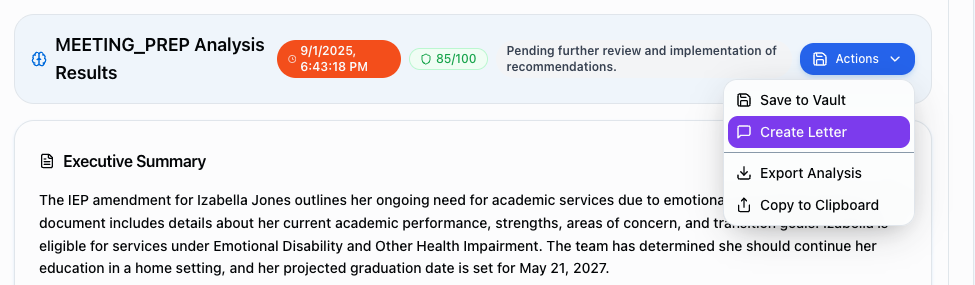 MEETING_PREP Analysis
Results
9/1/2025,
6:43:18 PM
85/100
Pending further review and implementation of
recommendations.
Actions
Save to Vault
Create Letter
Export Analysis
Copy to Clipboard
Executive Summary
The IEP amendment for Izabella Jones outlines her ongoing need for academic services due to emotiona
document includes details about her current academic performance, strengths, areas of concern, and
eligible for services under Emotional Disability and Other Health Impairment. The team has determined she should continue her
education in a home setting, and her projected graduation date is set for May 21, 2027.